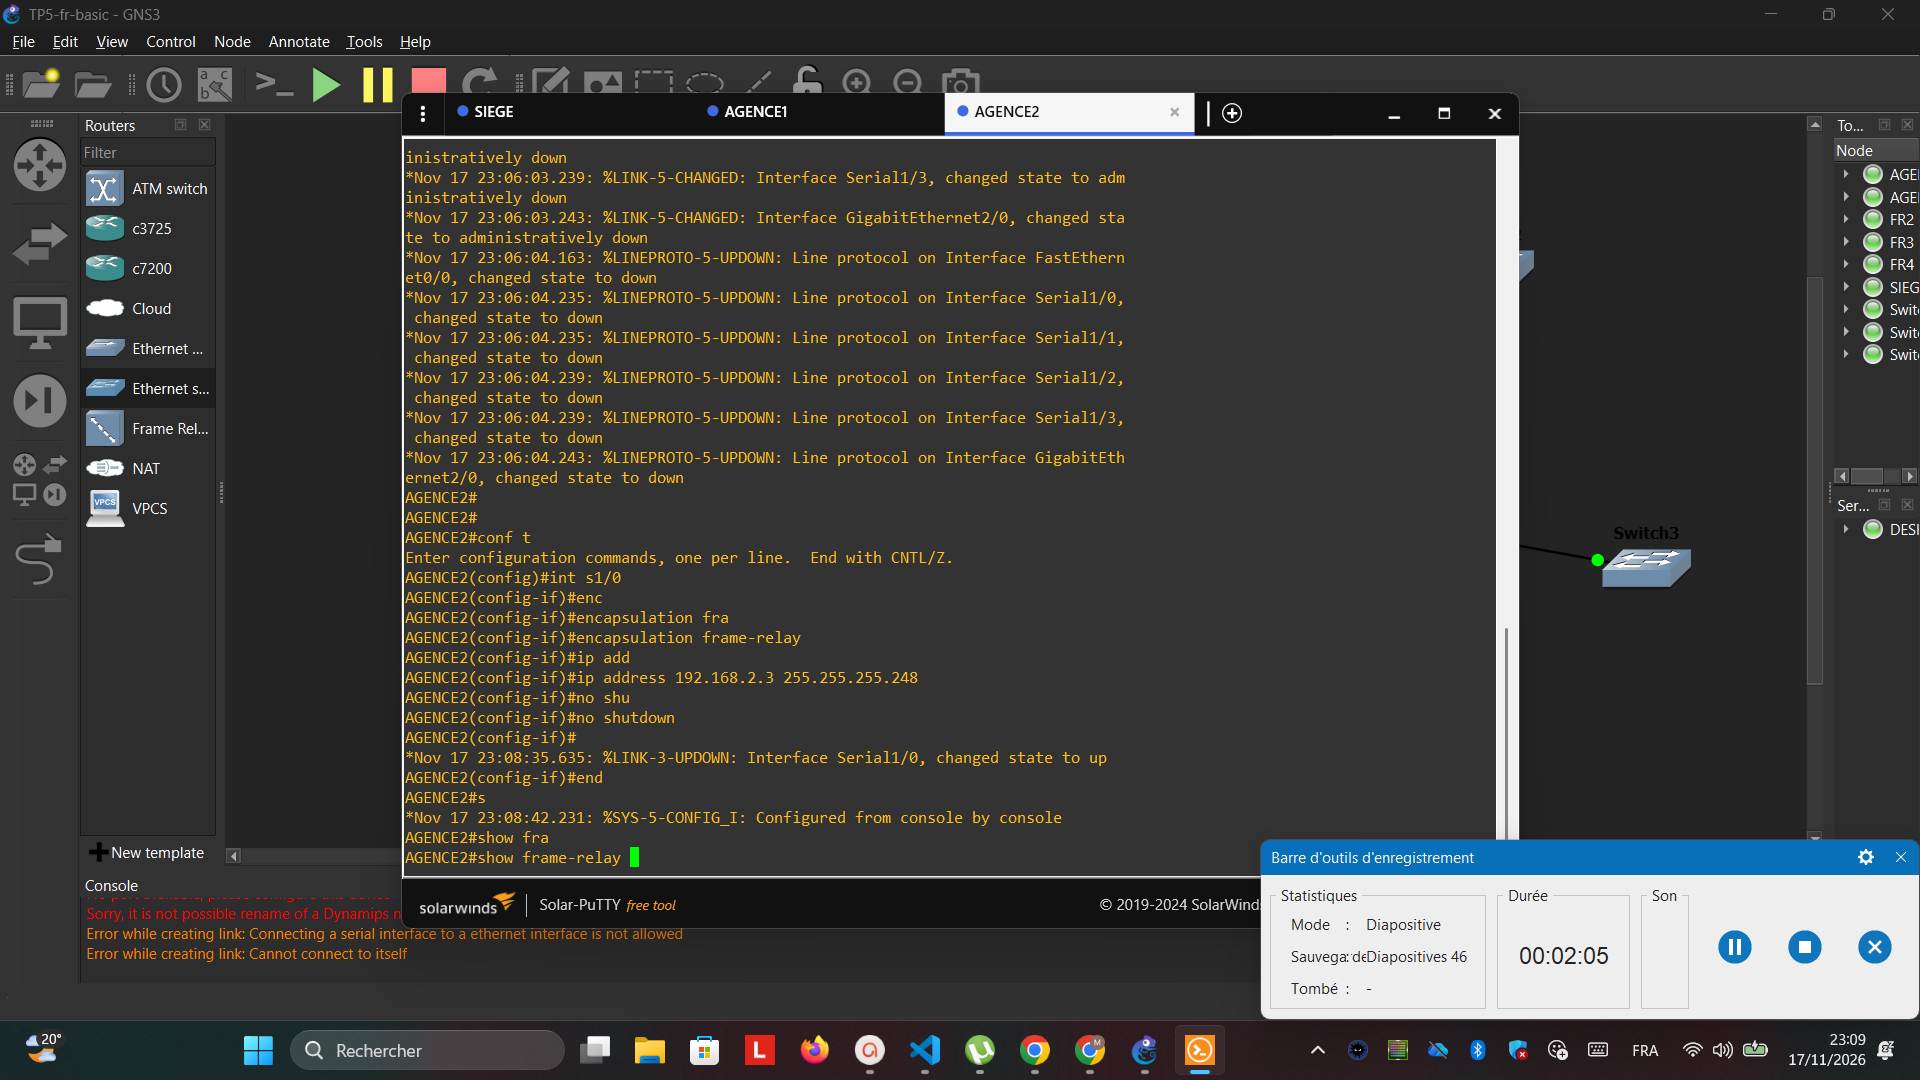 TP5-fr-basic - GNS3
File Edit View Control Node Annotate Tools Help
Routers
Filter
ATM switch
c3725
c7200
Cloud
Ethernet ...
Ethernet s...
Frame Rel...
NAT
VPCS
New template
SIEGE
AGENCE1
AGENCE2
inistratively down
*Nov 17 23:06:03.239: %LINK-5-CHANGED: Interface Serial1/3, changed state to adm
inistratively down
*Nov 17 23:06:03.243: %LINK-5-CHANGED: Interface GigabitEthernet2/0, changed sta
te to administratively down
*Nov 17 23:06:04.163: %LINEPROTO-5-UPDOWN: Line protocol on Interface FastEthern
et0/0, changed state to down
*Nov 17 23:06:04.235: %LINEPROTO-5-UPDOWN: Line protocol on Interface Serial1/0,
changed state to down
*Nov 17 23:06:04.235: %LINEPROTO-5-UPDOWN: Line protocol on Interface Serial1/1,
changed state to down
*Nov 17 23:06:04.239: %LINEPROTO-5-UPDOWN: Line protocol on Interface Serial1/2,
changed state to down
*Nov 17 23:06:04.239: %LINEPROTO-5-UPDOWN: Line protocol on Interface Serial1/3,
changed state to down
*Nov 17 23:06:04.243: %LINEPROTO-5-UPDOWN: Line protocol on Interface GigabitEth
ernet2/0, changed state to down
AGENCE2#
AGENCE2#
AGENCE2#conf t
Enter configuration commands, one per line.  End with CNTL/Z.
AGENCE2(config)#int s1/0
AGENCE2(config-if)#enc
AGENCE2(config-if)#encapsulation fra
AGENCE2(config-if)#encapsulation frame-relay
AGENCE2(config-if)#ip add
AGENCE2(config-if)#ip address 192.168.2.3 255.255.255.248
AGENCE2(config-if)#no shu
AGENCE2(config-if)#no shutdown
AGENCE2(config-if)#
*Nov 17 23:08:35.635: %LINK-3-UPDOWN: Interface Serial1/0, changed state to up
AGENCE2(config-if)#end
AGENCE2#s
*Nov 17 23:08:42.231: %SYS-5-CONFIG_I: Configured from console by console
AGENCE2#show fra
AGENCE2#show frame-relay
solarwinds Solar-PuTTY free tool
© 2019-2024 SolarWinds
Switch3
To...
Node
AGE
AGE
FR2
FR3
FR4
SIEG
Swit
Swit
Swit
Ser...
DESI
Console
Sorry, it is not possible rename of a Dynamips n
Error while creating link: Connecting a serial interface to a ethernet interface is not allowed
Error while creating link: Cannot connect to itself
Barre d'outils d'enregistrement
Statistiques
Mode : Diapositive
Sauvega: de Diapositives 46
Tombé : -
Durée
00:02:05
Son
20°
Rechercher
FRA
23:09
17/11/2026